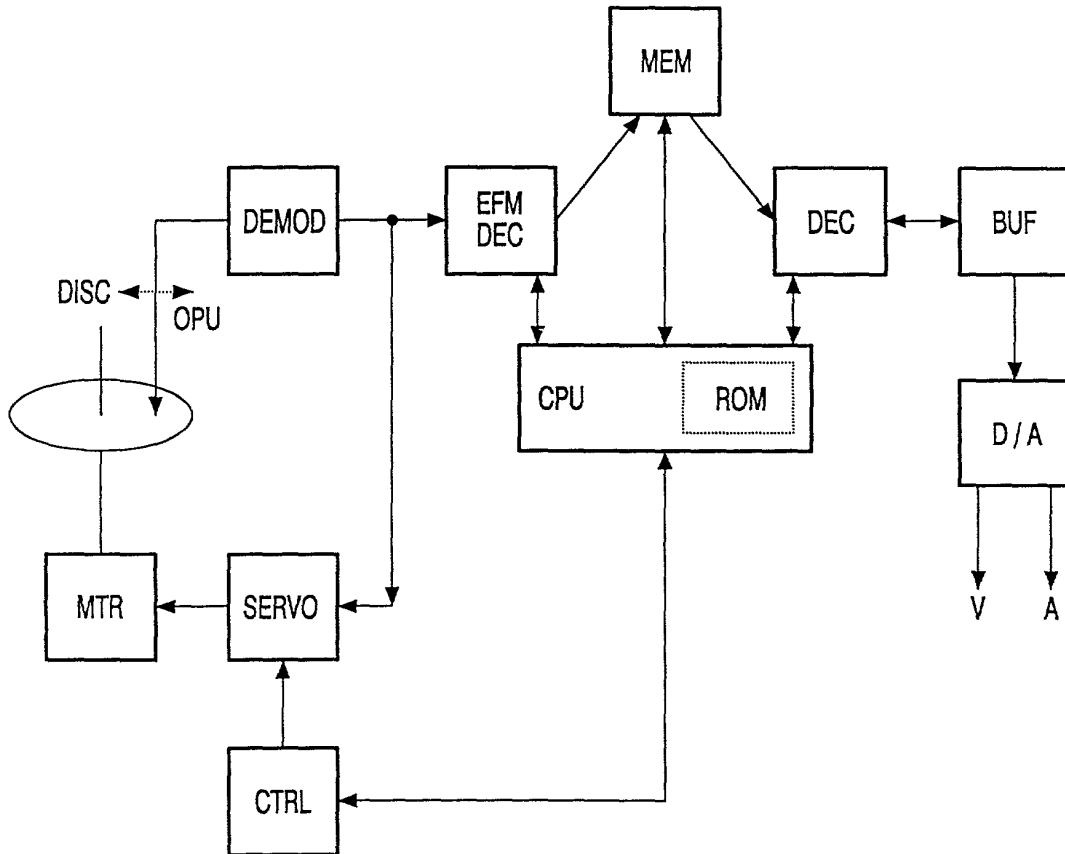 MEM
DEMOD
EFM
DEC
DEC
BUF
DISC
OPU
CPU
ROM
D / A
MTR
SERVO
V
A
CTRL